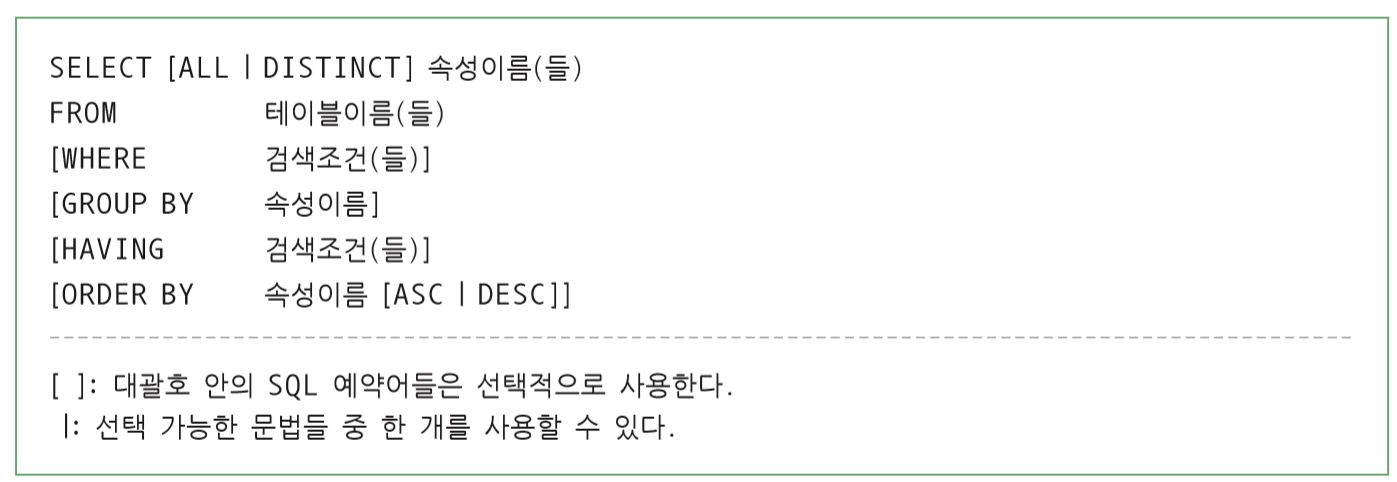 SELECT [ALL | DISTINCT] 속성이름(들)
FROM 테이블이름(들)
[WHERE 검색조건(들)]
[GROUP BY 속성이름]
[HAVING 검색조건(들)]
[ORDER BY 속성이름 [ASC | DESC]]
[ ]: 대괄호 안의 SQL 예약어들은 선택적으로 사용한다.
|: 선택 가능한 문법들 중 한 개를 사용할 수 있다.